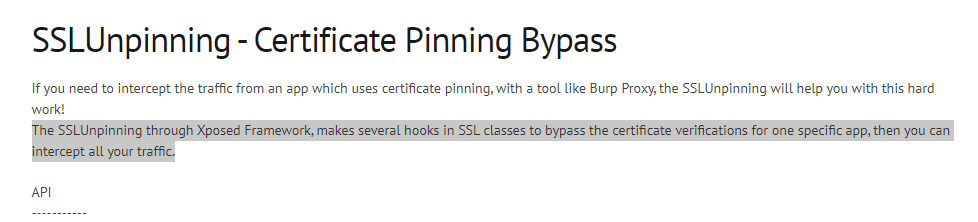 SSLUnpinning - Certificate Pinning Bypass
If you need to intercept the traffic from an app which uses certificate pinning, with a tool like Burp Proxy, the SSLUnpinning will help you with this hard
work!
The SSLUnpinning through Xposed Framework, makes several hooks in SSL classes to bypass the certificate verifications for one specific app, then you can
intercept all your traffic.
API
-----------